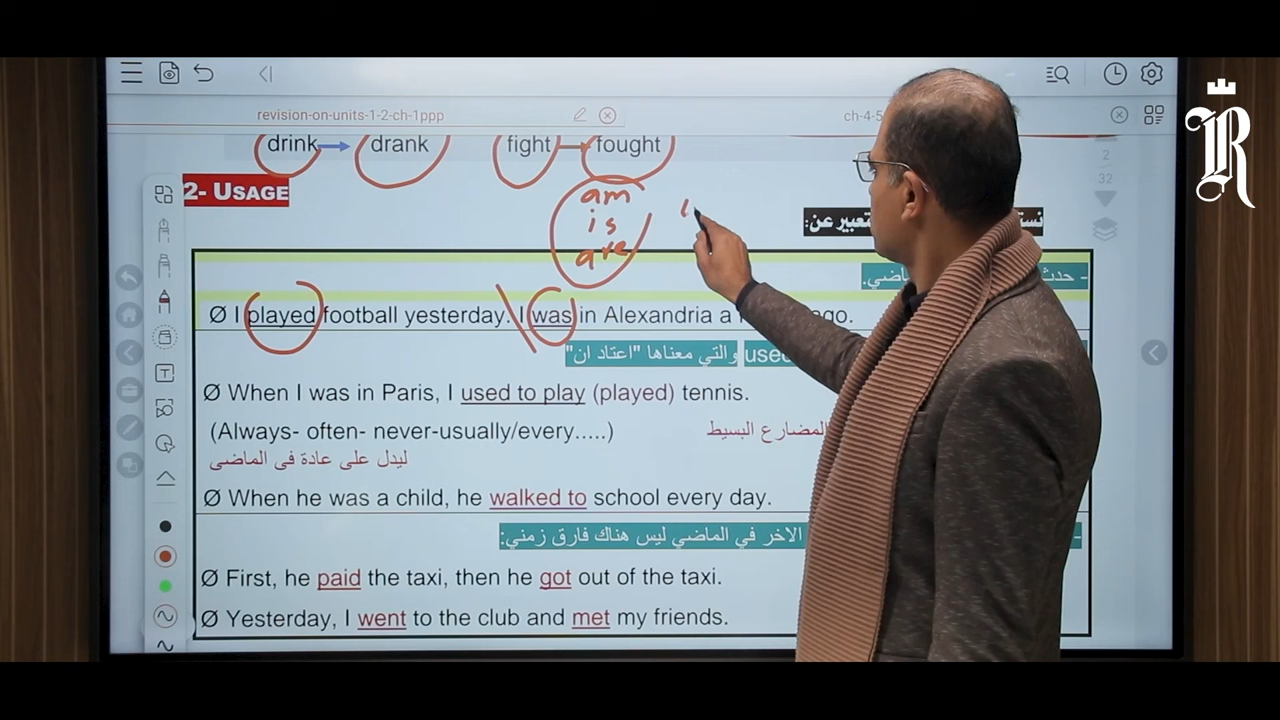 revision-on-units-1-2-ch-1ppp
ch-4-5
drink drank fight fought
2
32
2- USAGE
am
is
are
تعبير عن:
- حدث
Ø I played football yesterday. I was in Alexandria a ago.
used والتي معناها "اعتاد ان"
Ø When I was in Paris, I used to play (played) tennis.
(Always- often- never-usually/every.....)
المضارع البسيط
ليدل على عادة فى الماضى
Ø When he was a child, he walked to school every day.
الاخر في الماضي ليس هناك فارق زمني:
Ø First, he paid the taxi, then he got out of the taxi.
Ø Yesterday, I went to the club and met my friends.
R